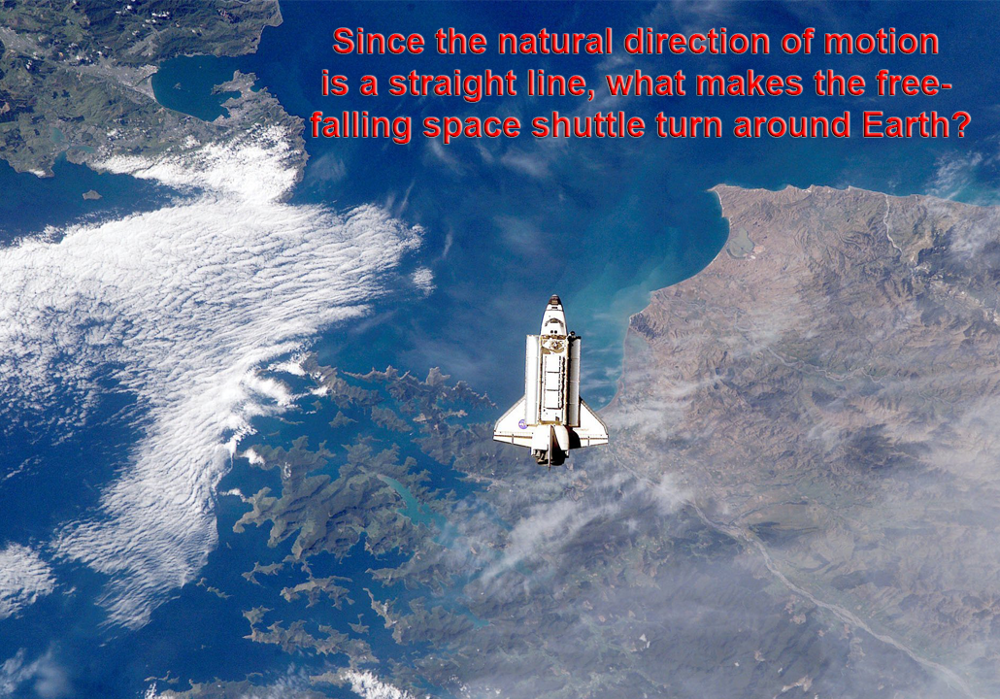 Since the natural direction of motion
is a straight line, what makes the free-
falling space shuttle turn around Earth?